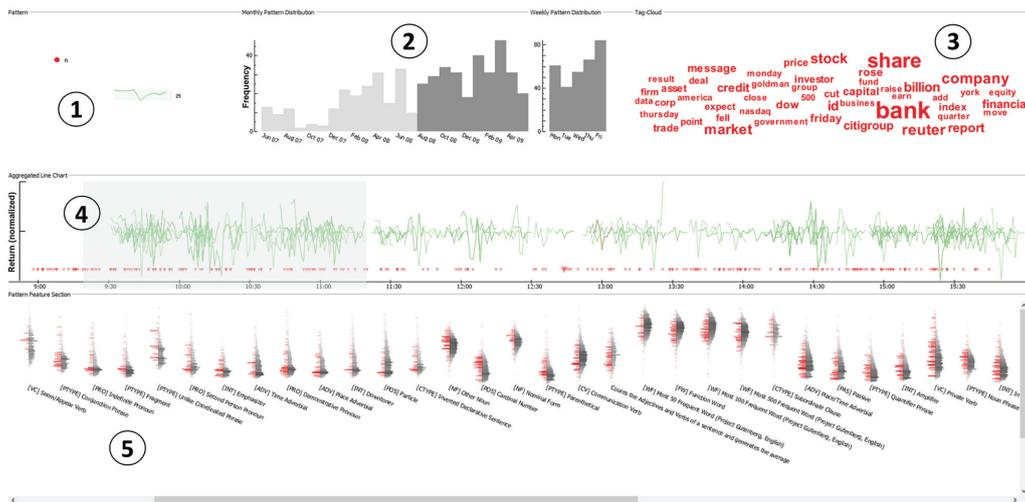 Pattern
Monthly Pattern Distribution
Weekly Pattern Distribution
Tag-Cloud
n
1
25
2
Frequency
40
20
0
Jun 07
Aug 07
Oct 07
Dec 07
Feb 08
Apr 08
Jun 08
Aug 08
Oct 08
Dec 08
Feb 09
Apr 09
80
40
0
Mon
Tue
Wed
Thu
Fri
3
price stock share
message monday rose
result deal goldman investor fund company
firm asset credit group cut capital raise billion york equity
data corp america close 500 earn add
expect dow id business bank index financia
thursday fell nasdaq quarter move
point government friday citigroup
trade market reuter report
Aggregated Line Chart
4
Return (normalized)
9:00
9:30
10:00
10:30
11:00
11:30
12:00
12:30
13:00
13:30
14:00
14:30
15:00
15:30
Pattern Feature Section
[VC] Seem/Appear Verb
[PTYPE] Conjunction Phrase
[PRO] Indefinite Pronoun
[PTYPE] Fragment
[PTYPE] Unlike Coordinated Phrase
[PRO] Second Person Pronoun
[INT] Emphasizer
[ADV] Time Adverbial
[PRO] Demonstrative Pronoun
[ADV] Place Adverbial
[INT] Downtoner
[POS] Particle
[CTYPE] Inverted Declarative Sentence
[NF] Other Noun
[POS] Cardinal Number
[NF] Nominal Form
[PTYPE] Parenthetical
[CV] Communication Verb
Counts the Adjectives and Verbs of a sentence and generates the average
[WF] Most 50 Frequent Word (Project Gutenberg, English)
[FW] Function Word
[WF] Most 100 Frequent Word (Project Gutenberg, English)
[WF] Most 500 Frequent Word (Project Gutenberg, English)
[CTYPE] Subordinate Clause
[ADV] Place/Time Adverbial
[PAS] Passive
[PTYPE] Quantifier Phrase
[INT] Amplifier
[VC] Private Verb
[PTYPE] Noun Phrase
[INT] In
5